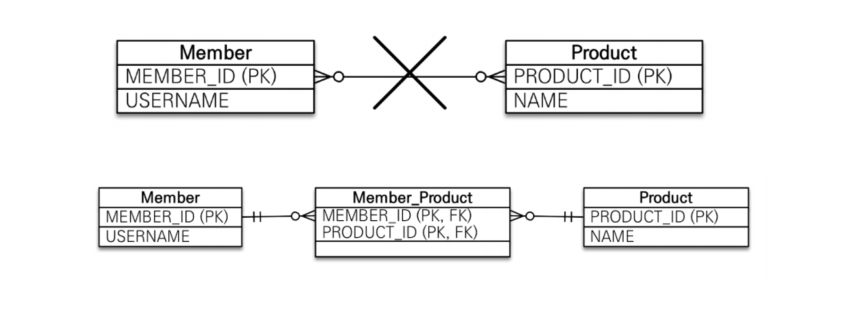 Member
MEMBER_ID (PK)
USERNAME
Product
PRODUCT_ID (PK)
NAME
Member
MEMBER_ID (PK)
USERNAME
Member_Product
MEMBER_ID (PK, FK)
PRODUCT_ID (PK, FK)
Product
PRODUCT_ID (PK)
NAME